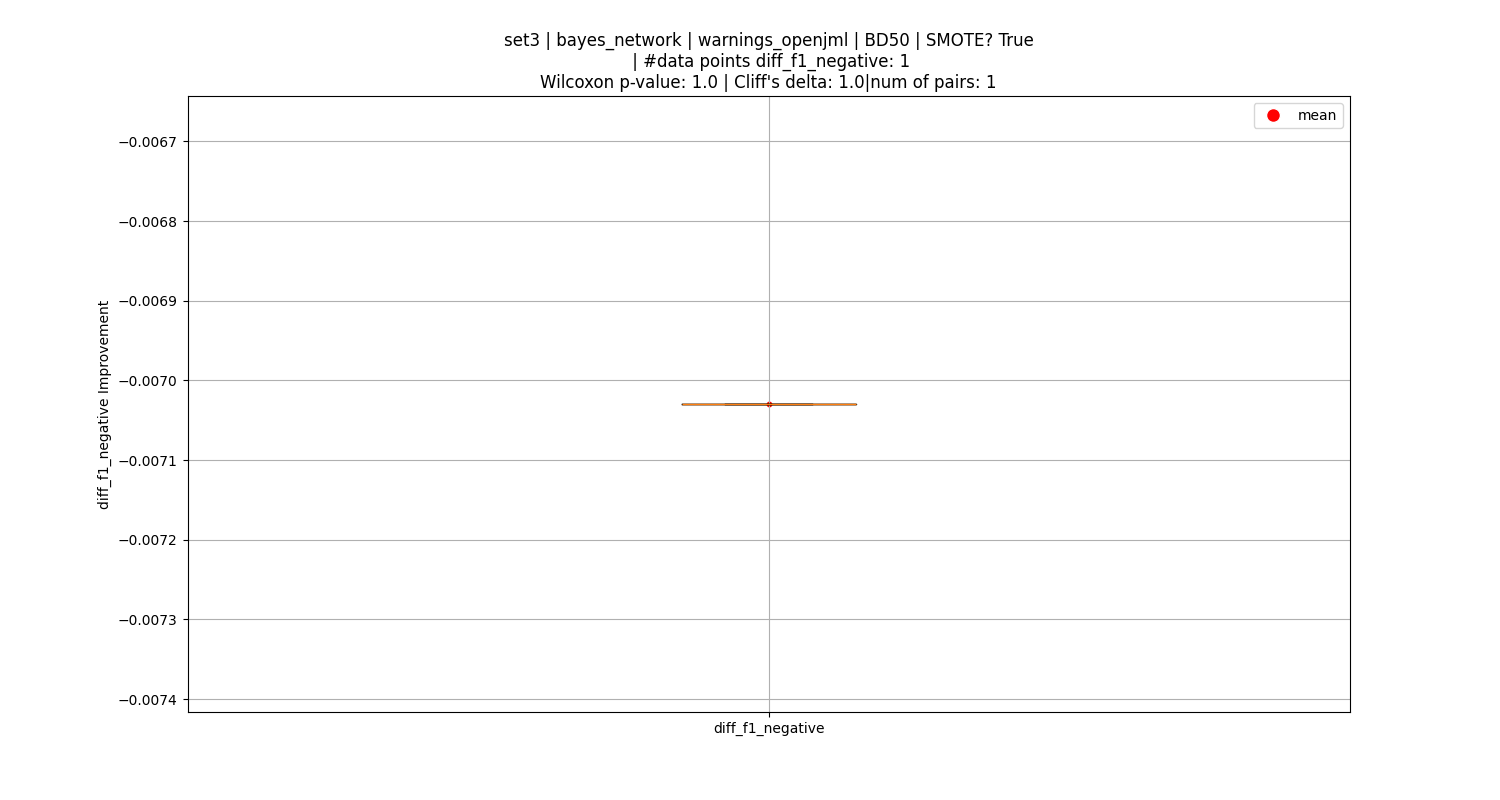 set3 | bayes_network | warnings_openjml | BD50 | SMOTE? True
| #data points diff_f1_negative: 1
Wilcoxon p-value: 1.0 | Cliff's delta: 1.0|num of pairs: 1
mean
−0.0067
−0.0068
−0.0069
−0.0070
−0.0071
−0.0072
−0.0073
−0.0074
diff_f1_negative Improvement
diff_f1_negative